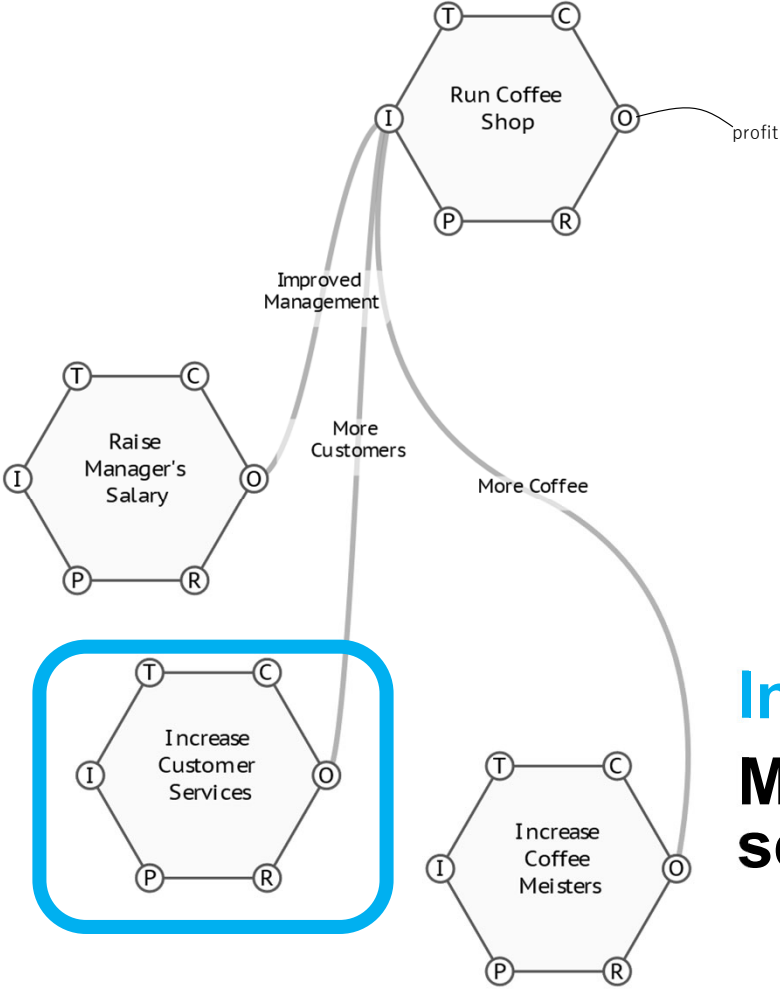 T C
Run Coffee
Shop
I O
profit
P R
Improved
Management
T C
Raise
Manager's
Salary
I O
P R
More
Customers
More Coffee
T C
Increase
Customer
Services
I O
P R
T C
Increase
Coffee
Meisters
I O
P R